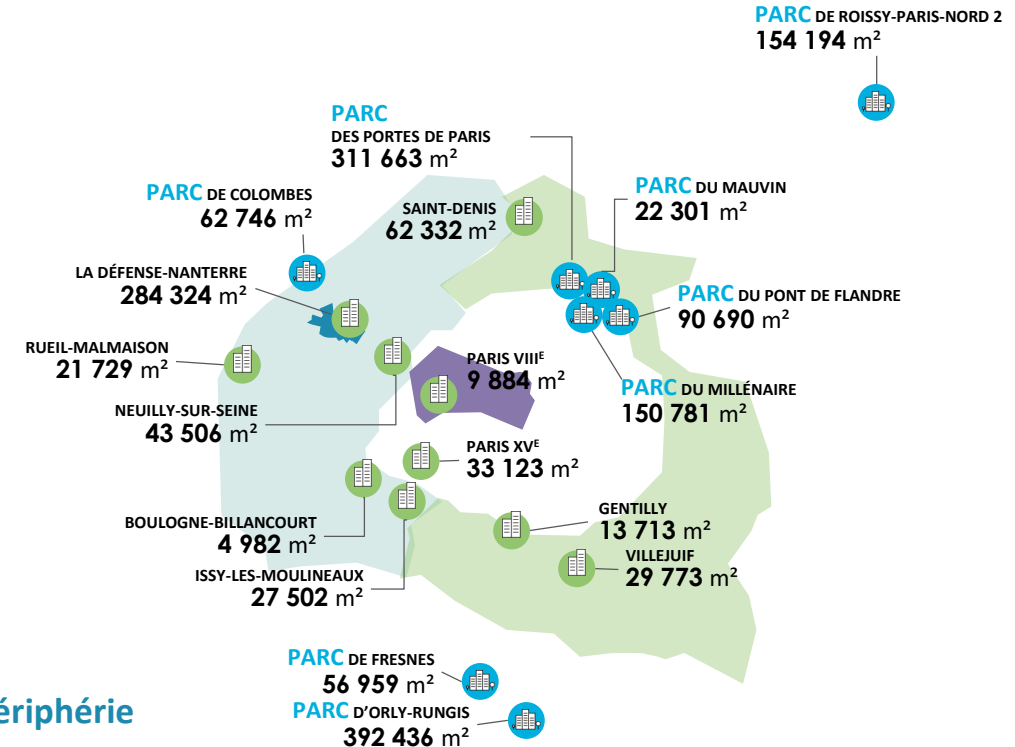 PARC DE ROISSY-PARIS-NORD 2
154 194 m²
PARC
DES PORTES DE PARIS
311 663 m²
PARC DE COLOMBES
62 746 m²
SAINT-DENIS
62 332 m²
PARC DU MAUVIN
22 301 m²
LA DÉFENSE-NANTERRE
284 324 m²
PARC DU PONT DE FLANDRE
90 690 m²
RUEIL-MALMAISON
21 729 m²
PARIS VIIIᴱ
9 884 m²
PARC DU MILLÉNAIRE
150 781 m²
NEUILLY-SUR-SEINE
43 506 m²
PARIS XVᴱ
33 123 m²
BOULOGNE-BILLANCOURT
4 982 m²
GENTILLY
13 713 m²
VILLEJUIF
29 773 m²
ISSY-LES-MOULINEAUX
27 502 m²
PARC DE FRESNES
56 959 m²
PARC D'ORLY-RUNGIS
392 436 m²
ériphérie